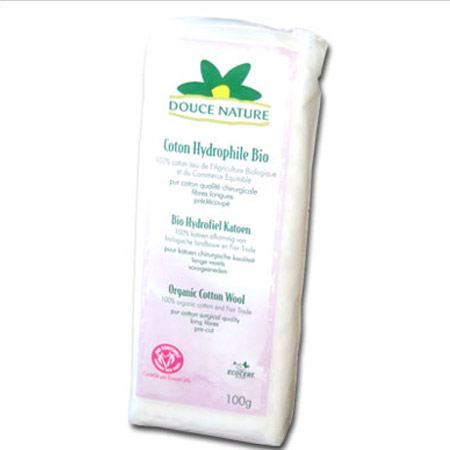 DOUCE NATURE
Coton Hydrophile Bio
100% coton issu de l'Agriculture Biologique
et du Commerce Equitable
pur coton qualité chirurgicale
fibres longues
prédécoupé
Bio Hydrofiel Katoen
100% katoen afkomstig van
biologische landbouw en Fair Trade
puur katoen chirurgische kwaliteit
lange vezels
voorgesneden
Organic Cotton Wool
100% organic cotton and Fair Trade
pur cotton surgical quality
long fibres
pre-cut
ECOCERT
100g